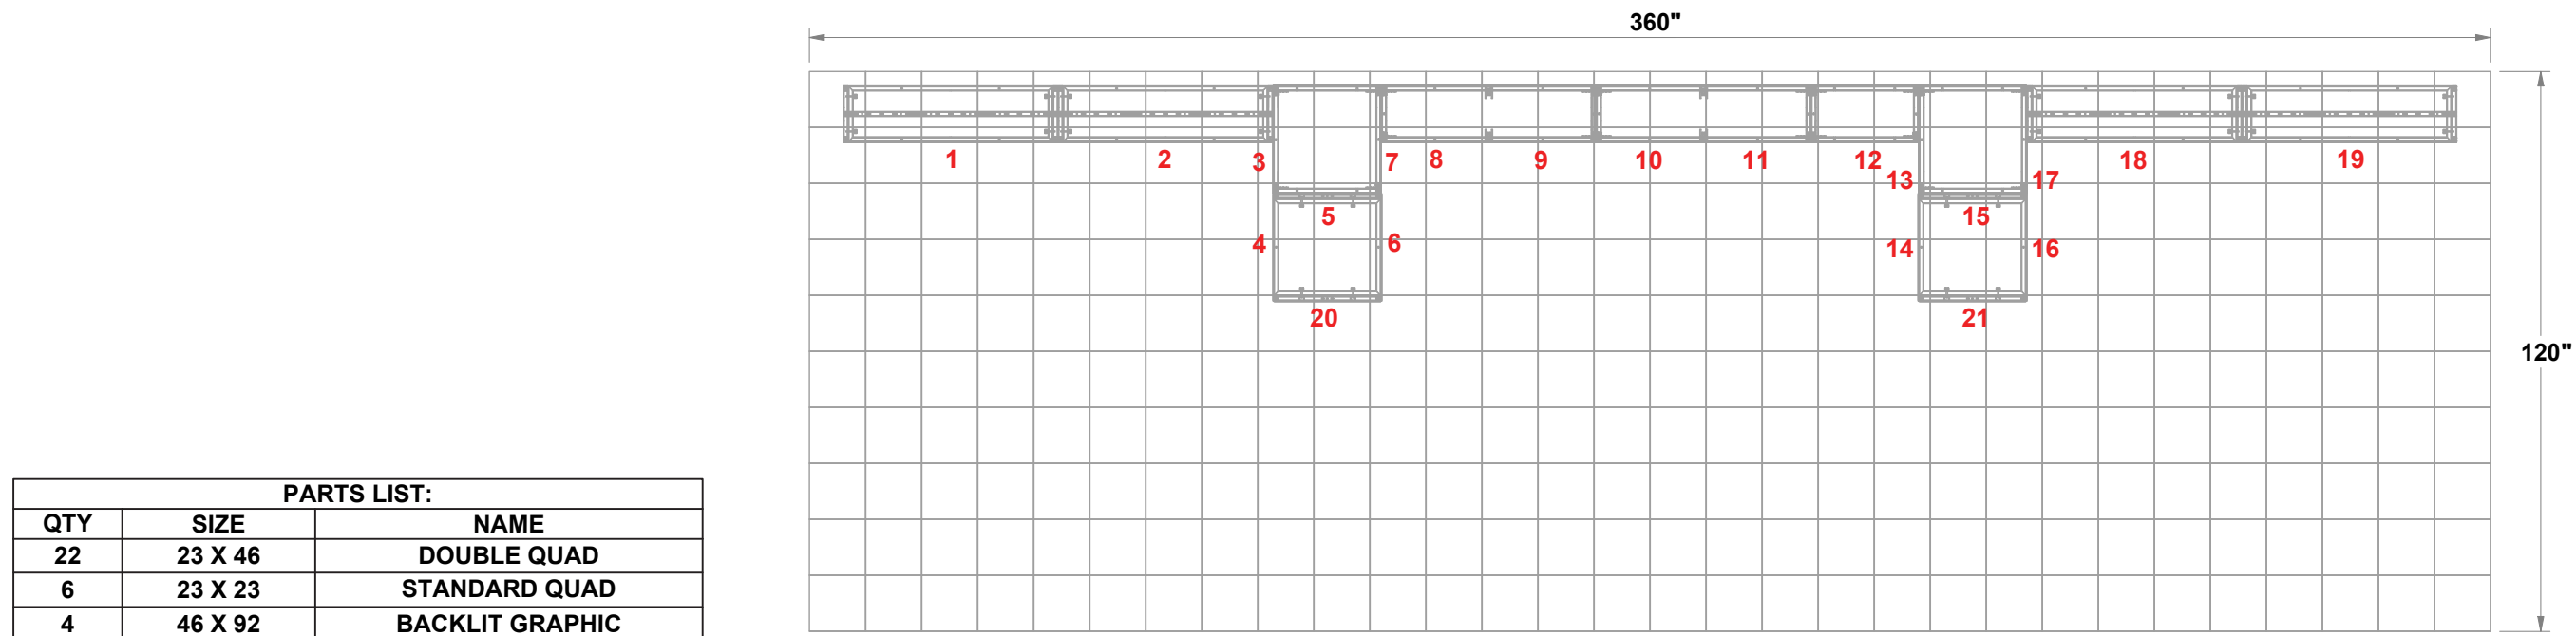 360"
1 2 3 7 8 9 10 11 12 13 17 18 19
5 15
4 6 14 16
20 21
120"
PARTS LIST:
QTY SIZE NAME
22 23 X 46 DOUBLE QUAD
6 23 X 23 STANDARD QUAD
4 46 X 92 BACKLIT GRAPHIC